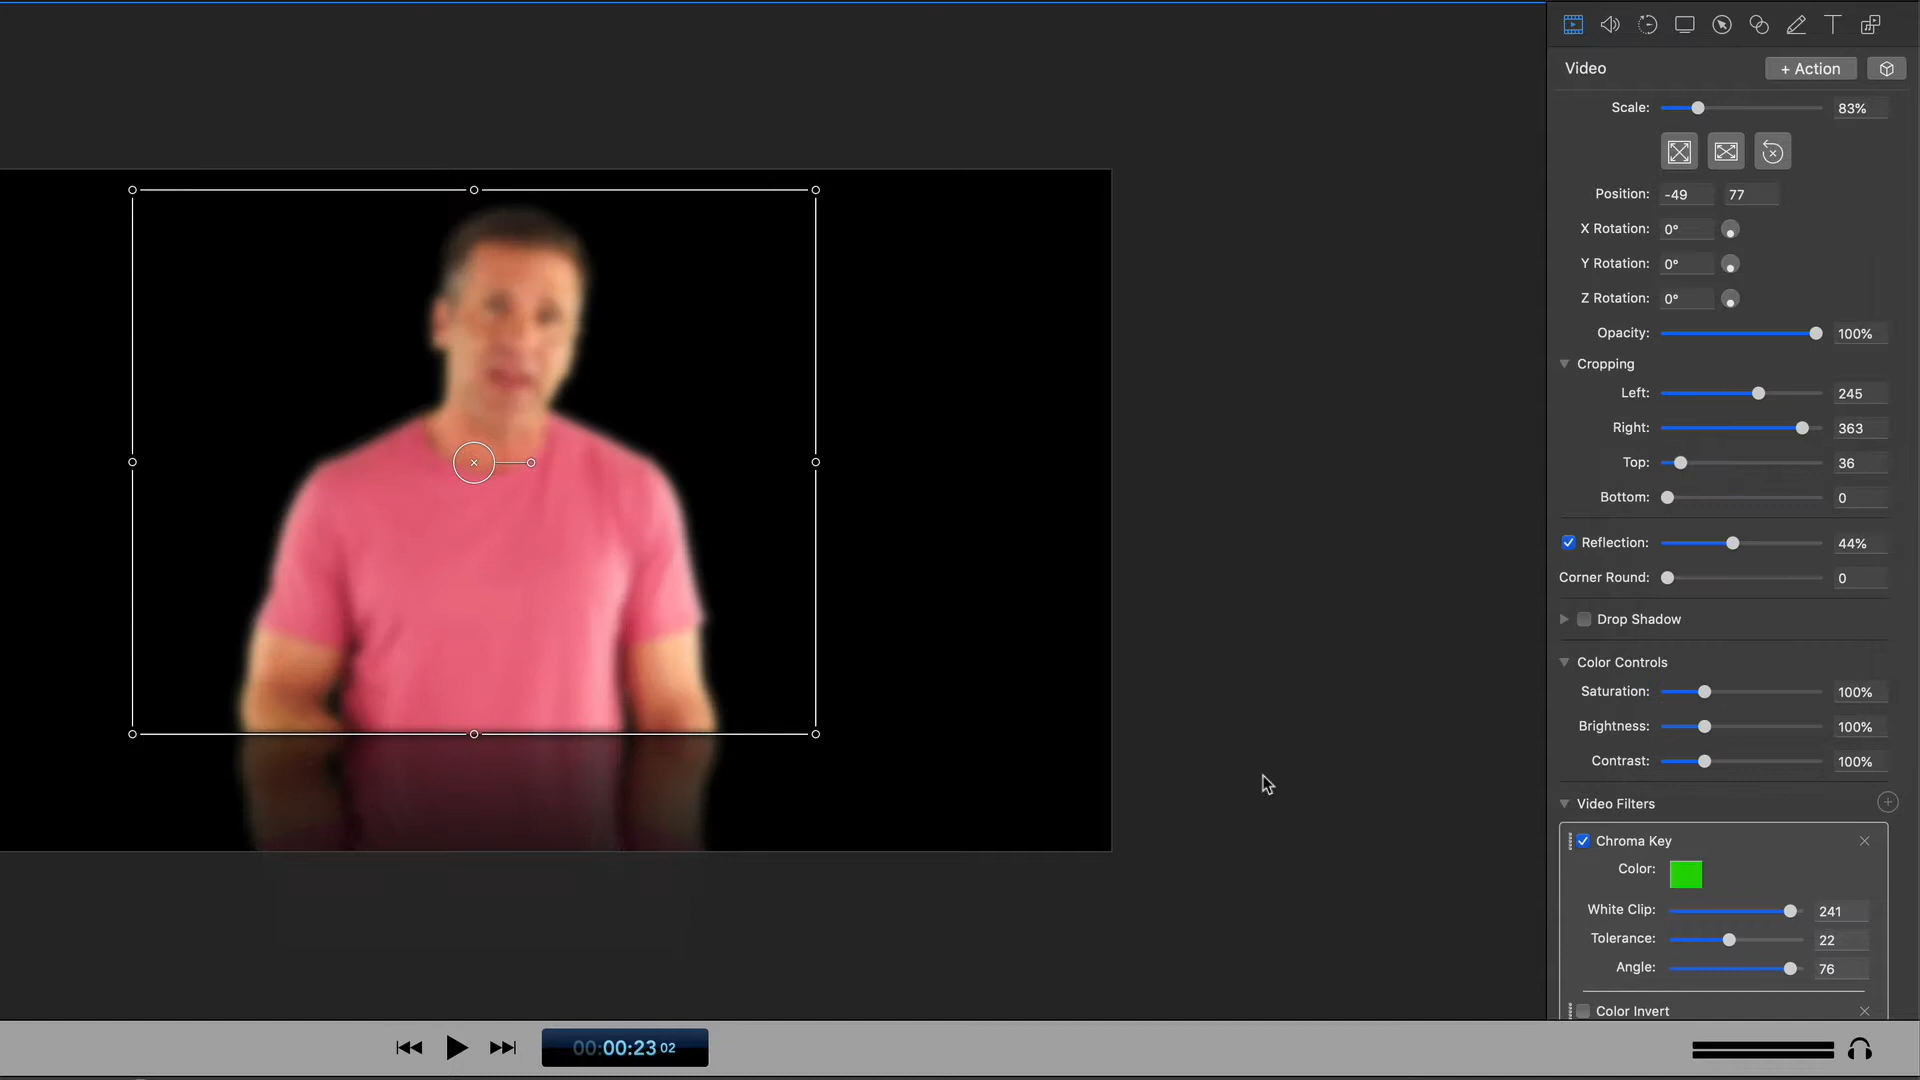 Video
+ Action
Scale: 83%
Position: -49 77
X Rotation: 0°
Y Rotation: 0°
Z Rotation: 0°
Opacity: 100%
Cropping
Left: 245
Right: 363
Top: 36
Bottom: 0
Reflection: 44%
Corner Round: 0
Drop Shadow
Color Controls
Saturation: 100%
Brightness: 100%
Contrast: 100%
Video Filters
Chroma Key
Color:
White Clip: 241
Tolerance: 22
Angle: 76
Color Invert
00:00:23 02